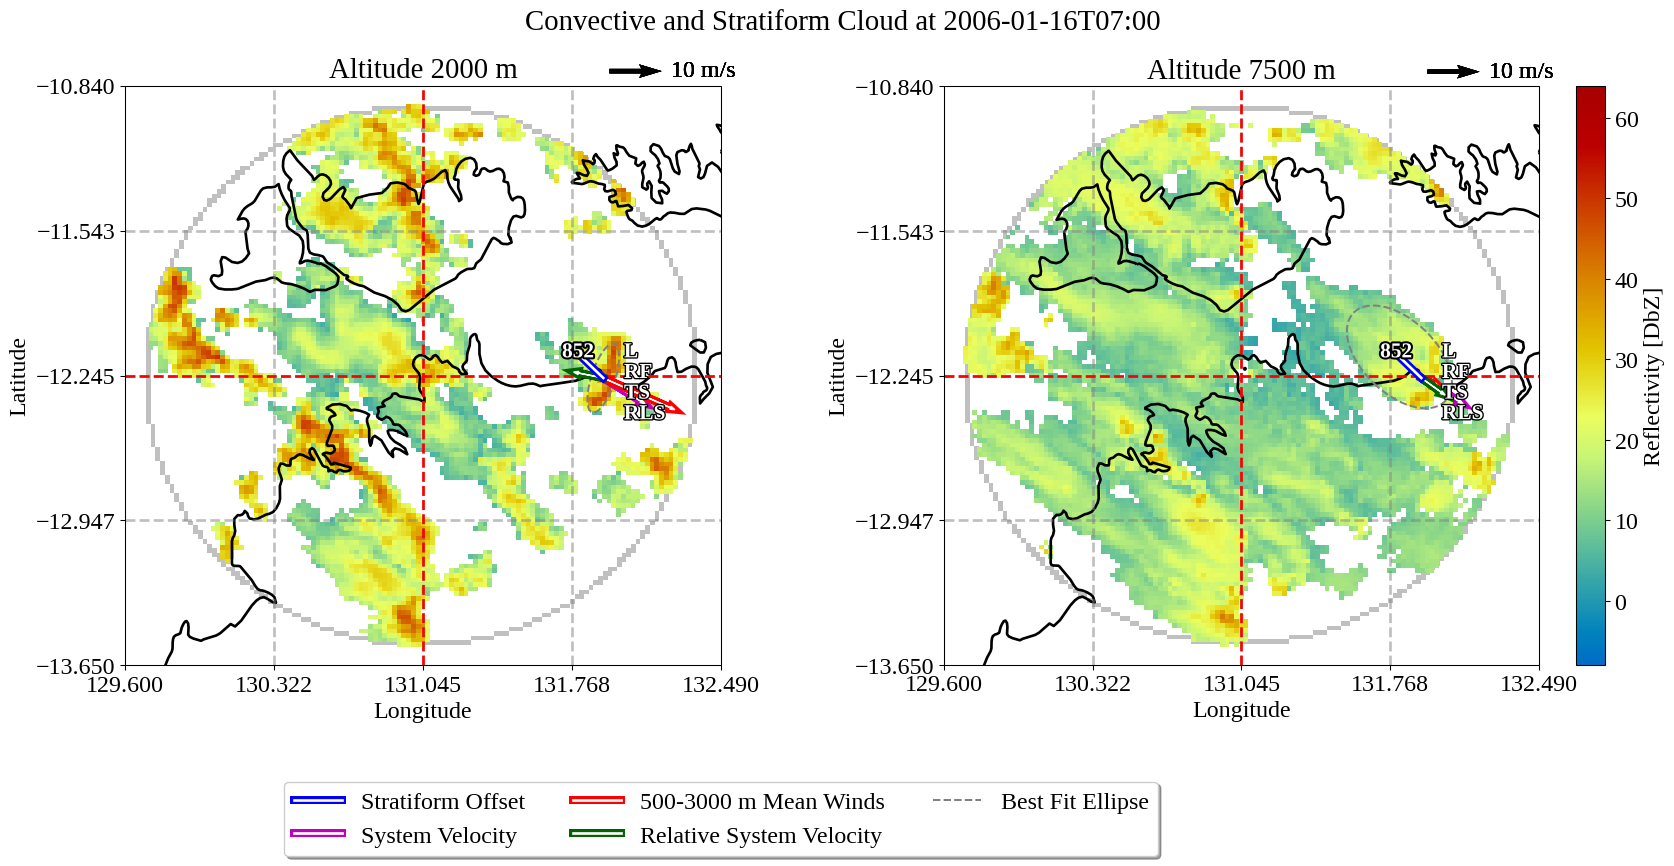 Convective and Stratiform Cloud at 2006-01-16T07:00
Altitude 2000 m
10 m/s
−10.840
−11.543
−12.245
−12.947
−13.650
129.600
130.322
131.045
131.768
132.490
Latitude
Longitude
852
L
RF
TS
RLS
Altitude 7500 m
10 m/s
−10.840
−11.543
−12.245
−12.947
−13.650
129.600
130.322
131.045
131.768
132.490
Latitude
Longitude
852
L
RF
TS
RLS
60
50
40
30
20
10
0
Reflectivity [DbZ]
Stratiform Offset
System Velocity
500-3000 m Mean Winds
Relative System Velocity
Best Fit Ellipse